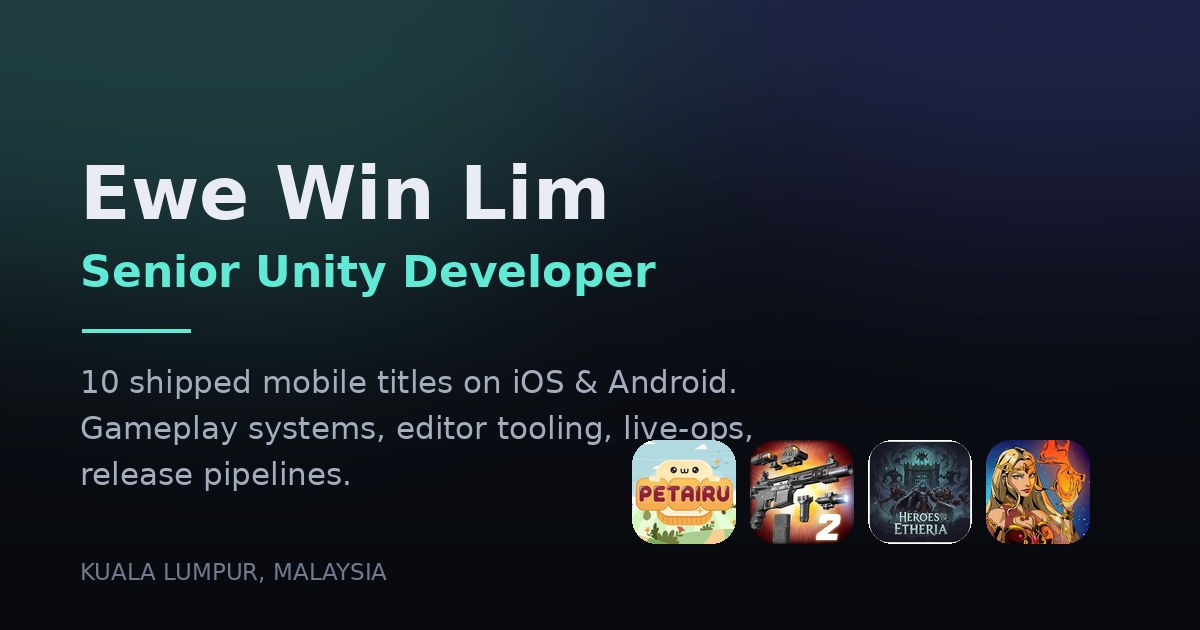 Ewe Win Lim
Senior Unity Developer
10 shipped mobile titles on iOS & Android.
Gameplay systems, editor tooling, live-ops,
release pipelines.
PETAIRU
2
HEROES
ETHERIA
KUALA LUMPUR, MALAYSIA